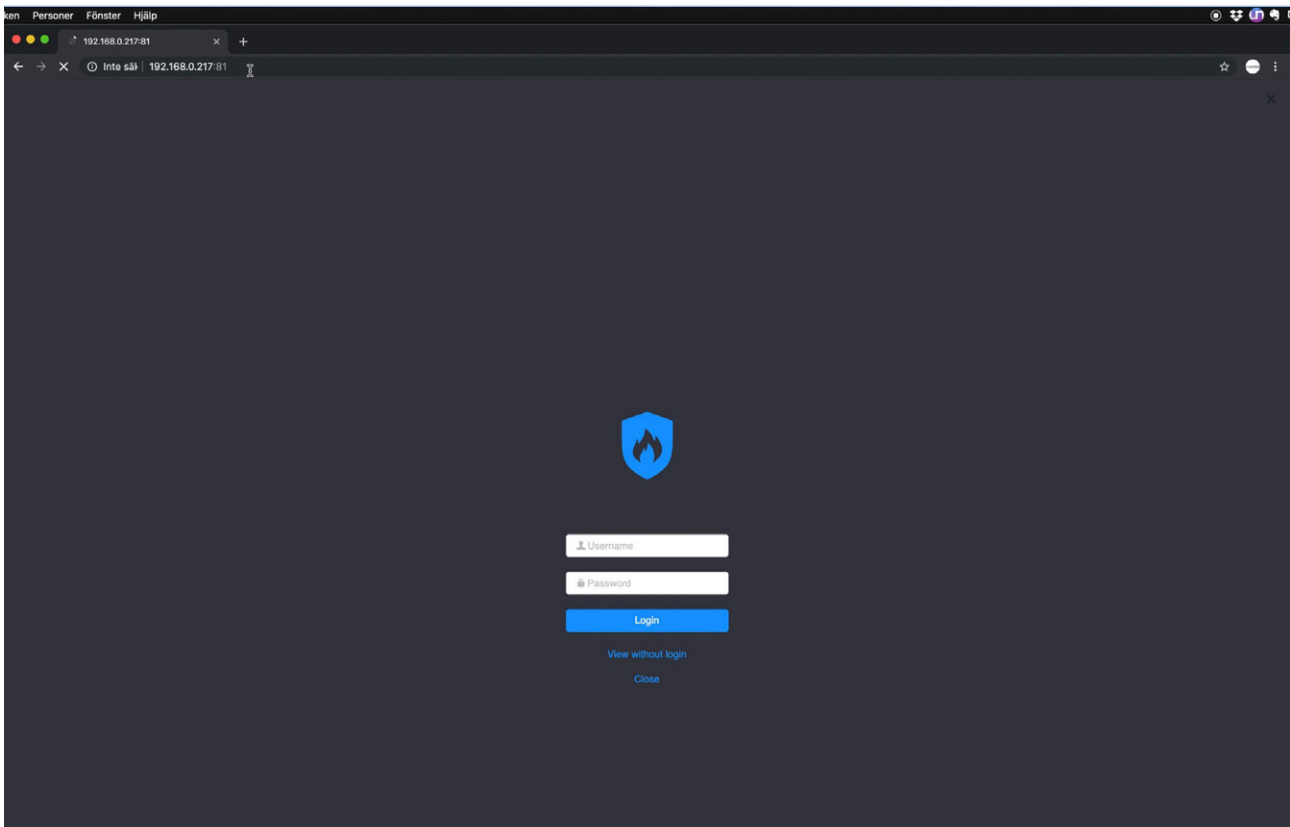 ken Personer Fönster Hjälp
192.168.0.217:81
Inte säk 192.168.0.217:81
Username
Password
Login
View without login
Close